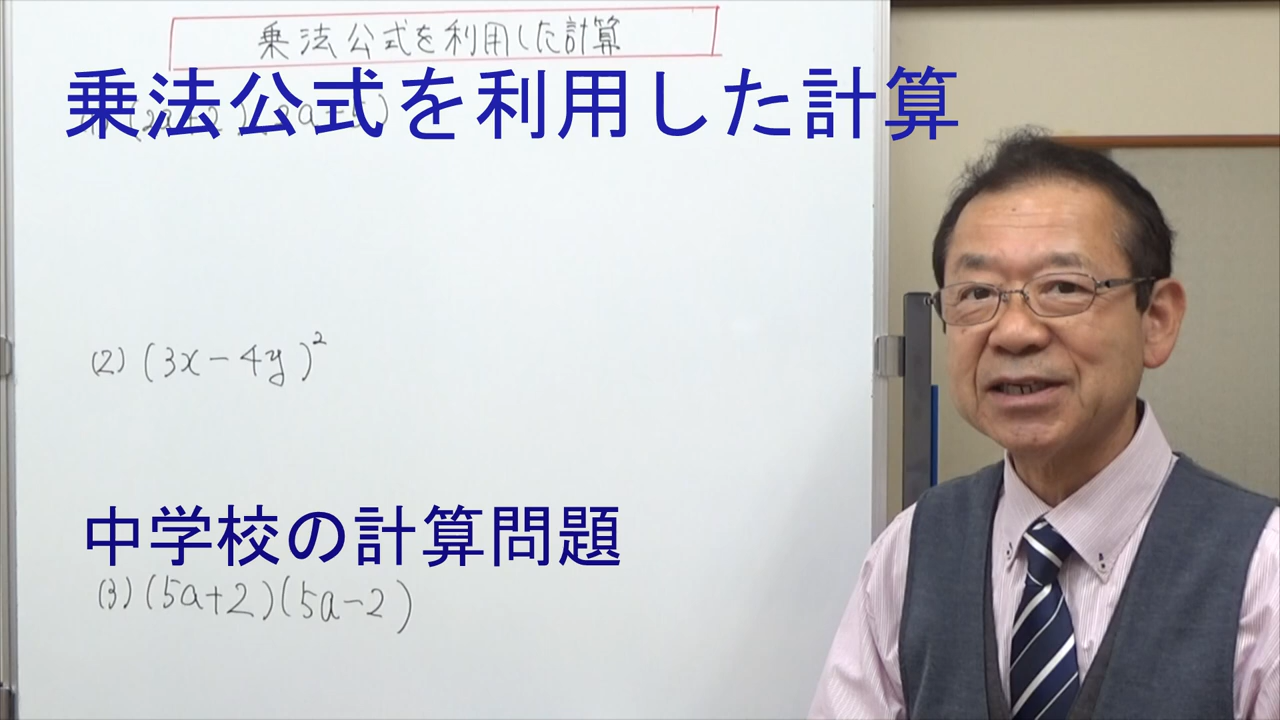 乗法公式を利用した計算
乗法公式を利用した計算
(2) (3x-4y)²
中学校の計算問題
(3) (5a+2)(5a-2)